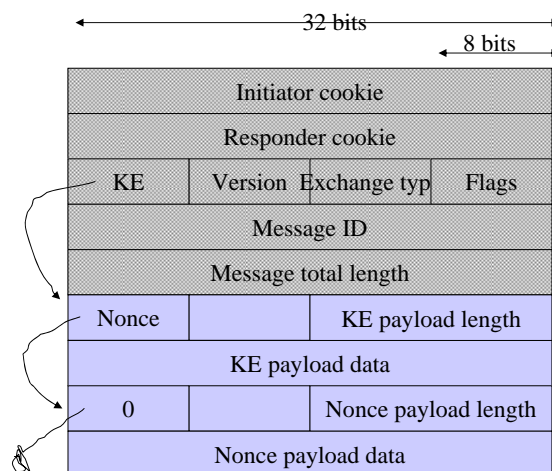 32 bits
8 bits
Initiator cookie
Responder cookie
KE Version Exchange typ Flags
Message ID
Message total length
Nonce KE payload length
KE payload data
0 Nonce payload length
Nonce payload data